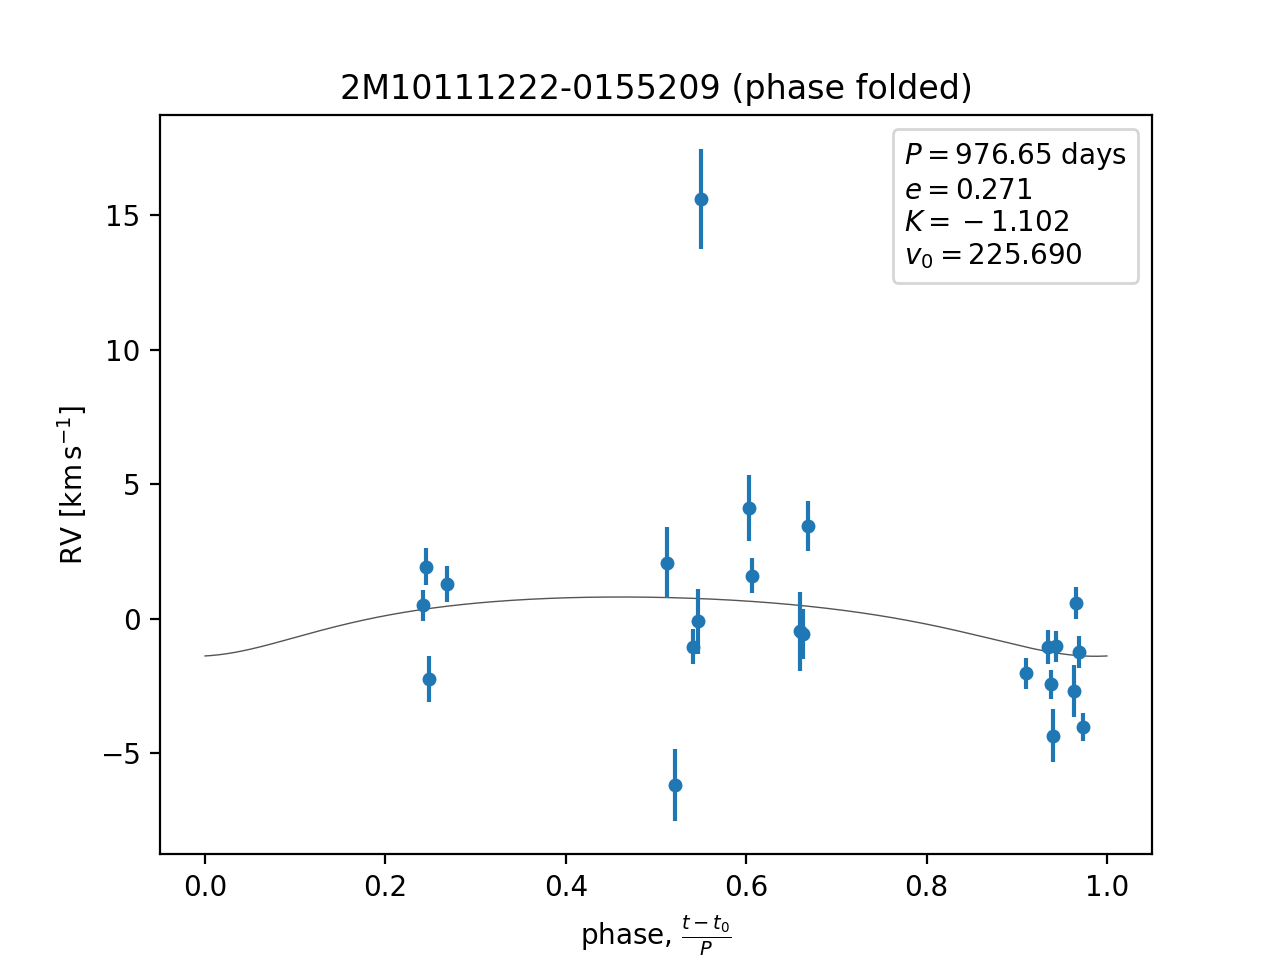 2M10111222-0155209 (phase folded)
P = 976.65 days
e = 0.271
K = −1.102
v₀ = 225.690
15
10
5
0
−5
RV [km s⁻¹]
0.0 0.2 0.4 0.6 0.8 1.0
phase, (t − t₀)/P